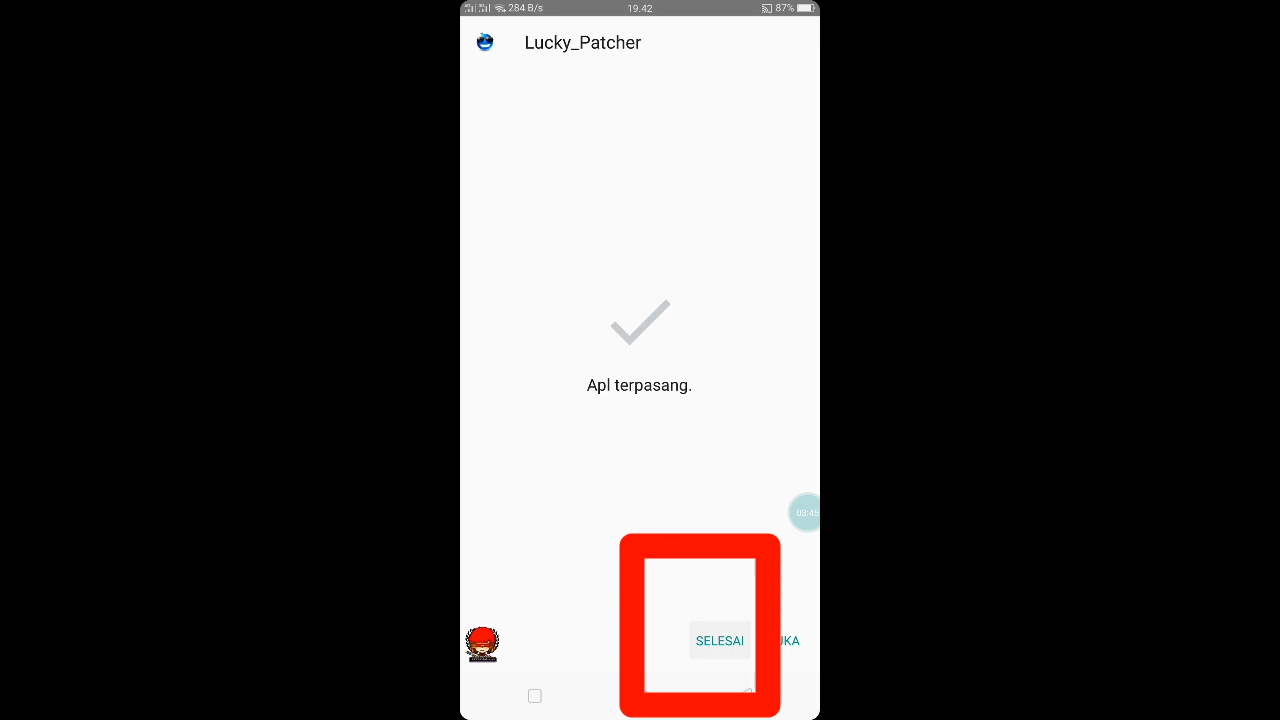 284 B/s 19.42 87%
Lucky_Patcher
Apl terpasang.
03:45
SELESAI UKA